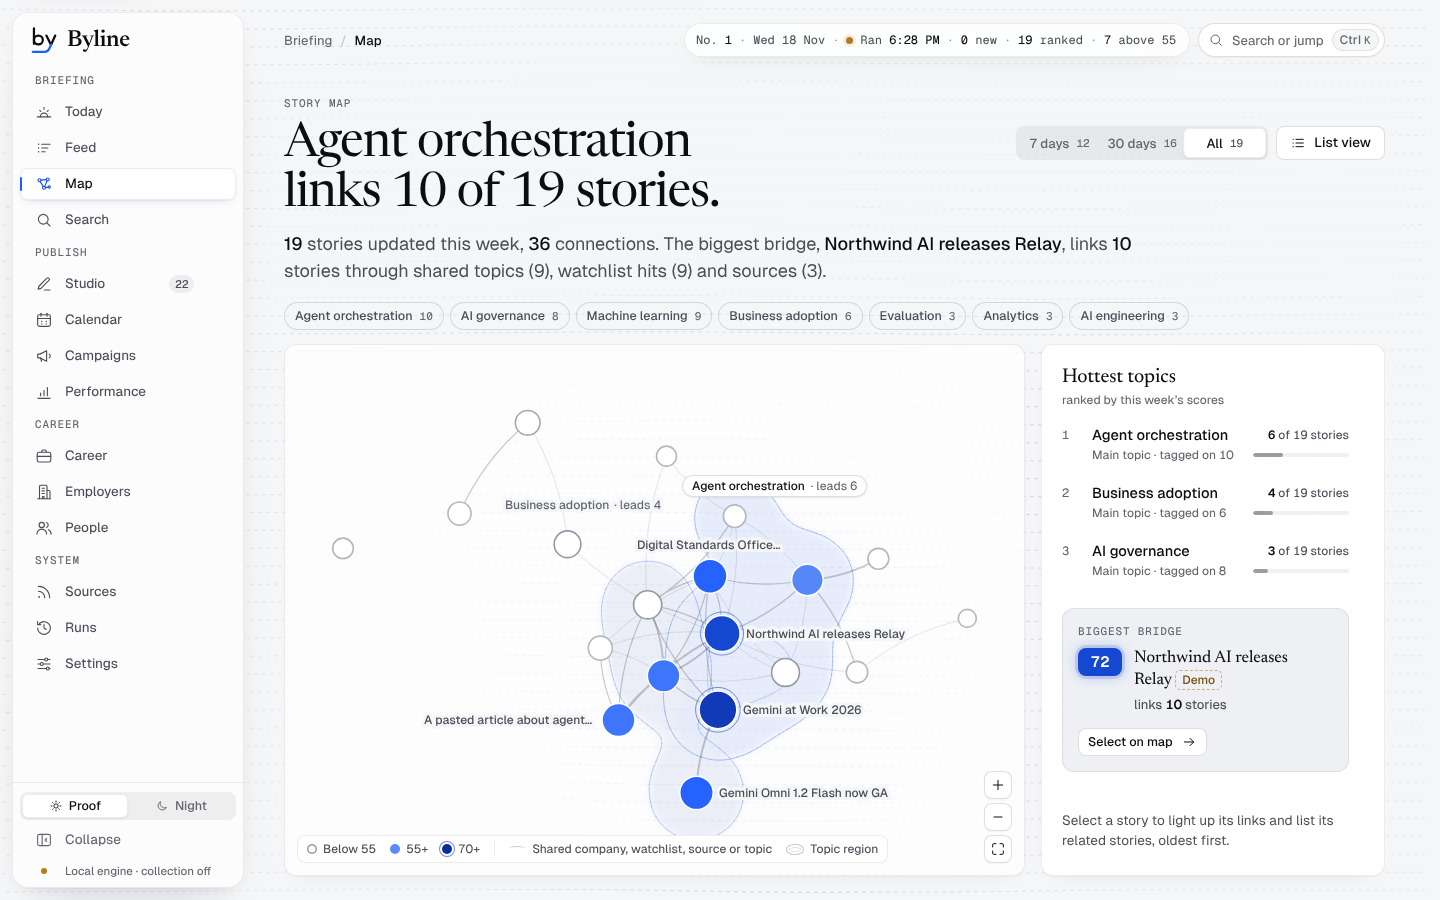 by Byline
BRIEFING
Today
Feed
Map
Search
PUBLISH
Studio 22
Calendar
Campaigns
Performance
CAREER
Career
Employers
People
SYSTEM
Sources
Runs
Settings
Proof Night
Collapse
Local engine · collection off
Briefing / Map
No. 1 · Wed 18 Nov · Ran 6:28 PM · 0 new · 19 ranked · 7 above 55
Search or jump Ctrl K
STORY MAP
Agent orchestration
links 10 of 19 stories.
7 days 12 30 days 16 All 19
List view
19 stories updated this week, 36 connections. The biggest bridge, Northwind AI releases Relay, links 10
stories through shared topics (9), watchlist hits (9) and sources (3).
Agent orchestration 10 AI governance 8 Machine learning 9 Business adoption 6 Evaluation 3 Analytics 3 AI engineering 3
Agent orchestration · leads 6
Business adoption · leads 4
Digital Standards Office...
Northwind AI releases Relay
Gemini at Work 2026
A pasted article about agent...
Gemini Omni 1.2 Flash now GA
Below 55 55+ 70+ Shared company, watchlist, source or topic Topic region
Hottest topics
ranked by this week's scores
1 Agent orchestration 6 of 19 stories
Main topic · tagged on 10
2 Business adoption 4 of 19 stories
Main topic · tagged on 6
3 AI governance 3 of 19 stories
Main topic · tagged on 8
BIGGEST BRIDGE
72 Northwind AI releases
Relay Demo
links 10 stories
Select on map →
Select a story to light up its links and list its
related stories, oldest first.